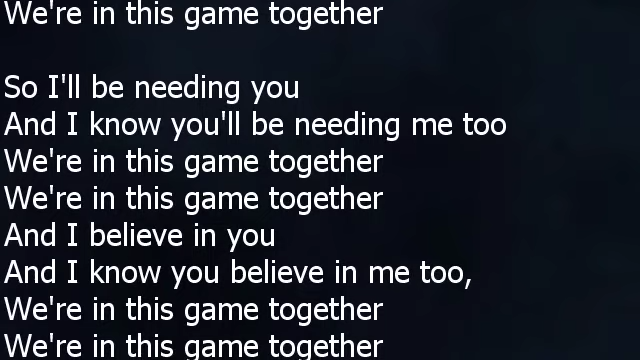 We're in this game together
So I'll be needing you
And I know you'll be needing me too
We're in this game together
We're in this game together
And I believe in you
And I know you believe in me too,
We're in this game together
We're in this game together